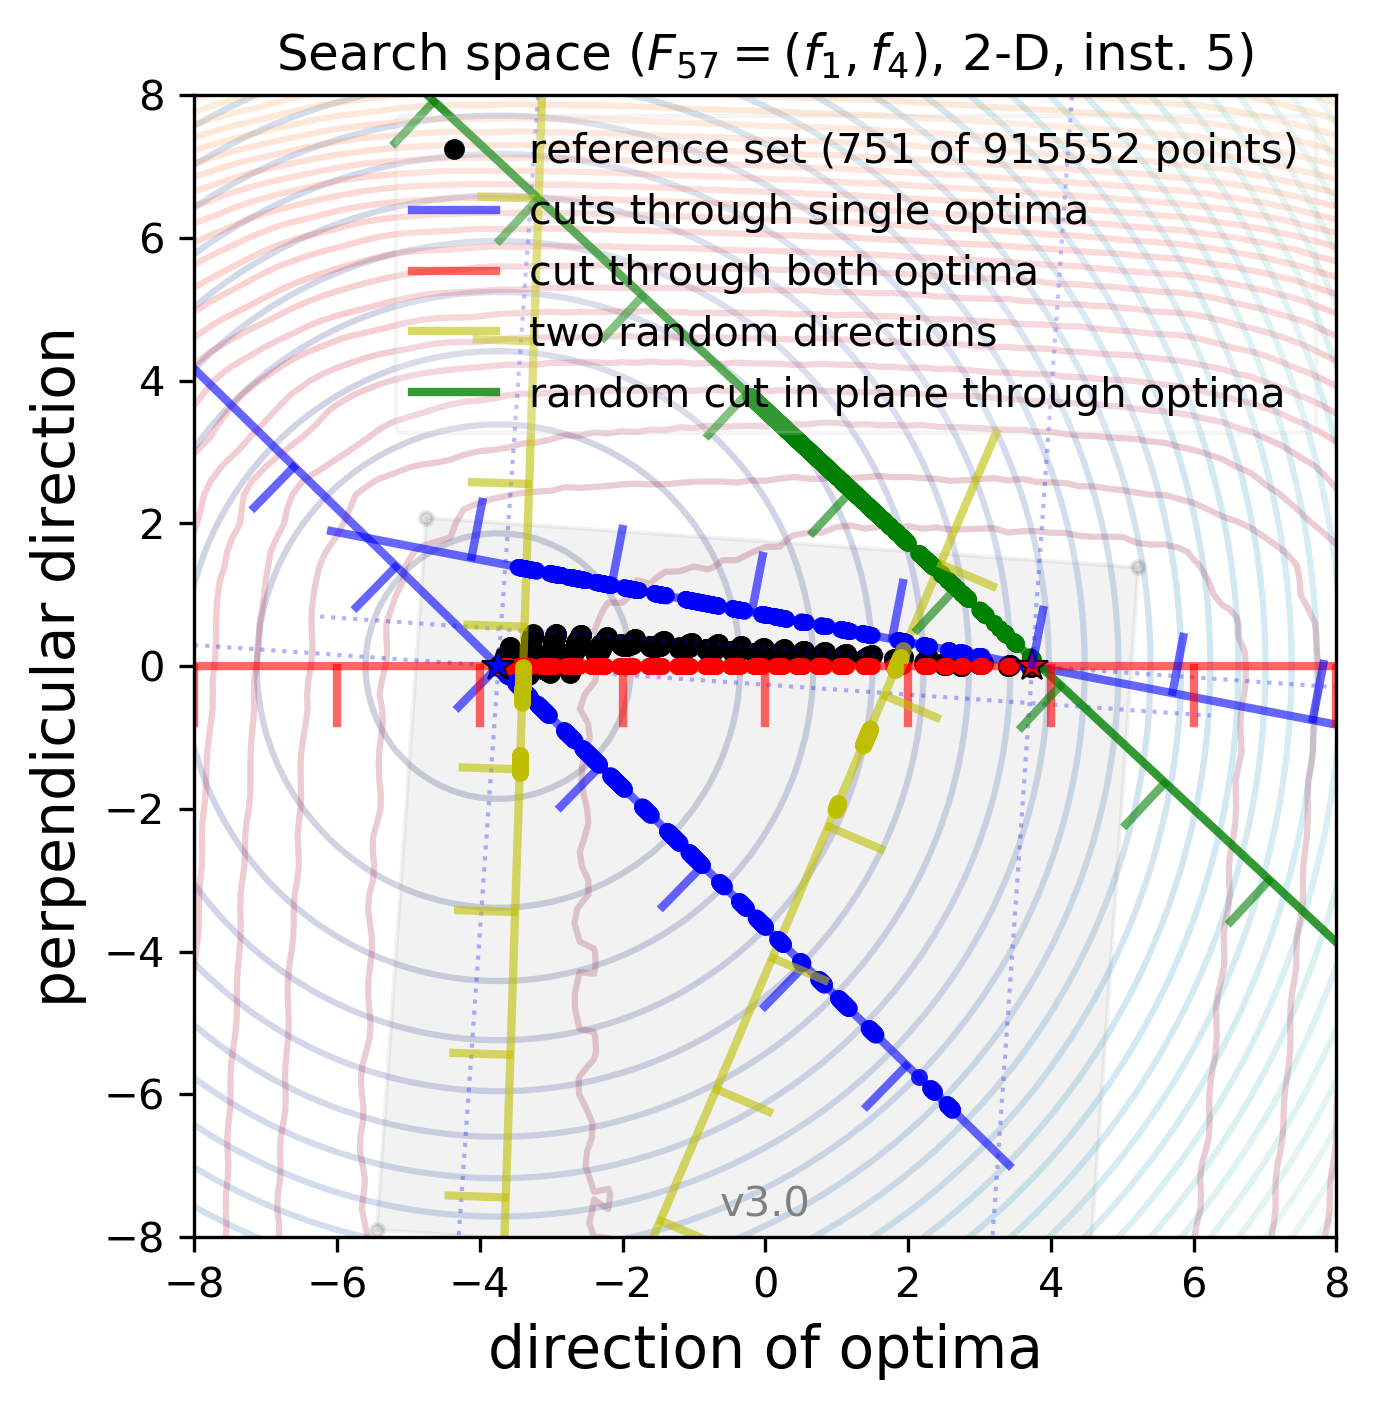 Search space (F57 = (f1, f4), 2-D, inst. 5)
reference set (751 of 915552 points)
cuts through single optima
cut through both optima
two random directions
random cut in plane through optima
8
6
4
2
0
−2
−4
−6
−8
perpendicular direction
v3.0
−8 −6 −4 −2 0 2 4 6 8
direction of optima